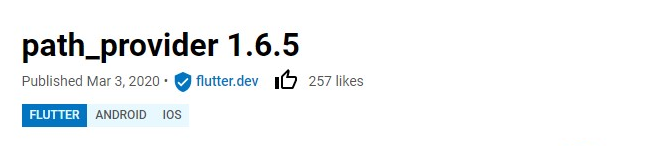 path_provider 1.6.5
Published Mar 3, 2020 • flutter.dev 257 likes
FLUTTER ANDROID IOS